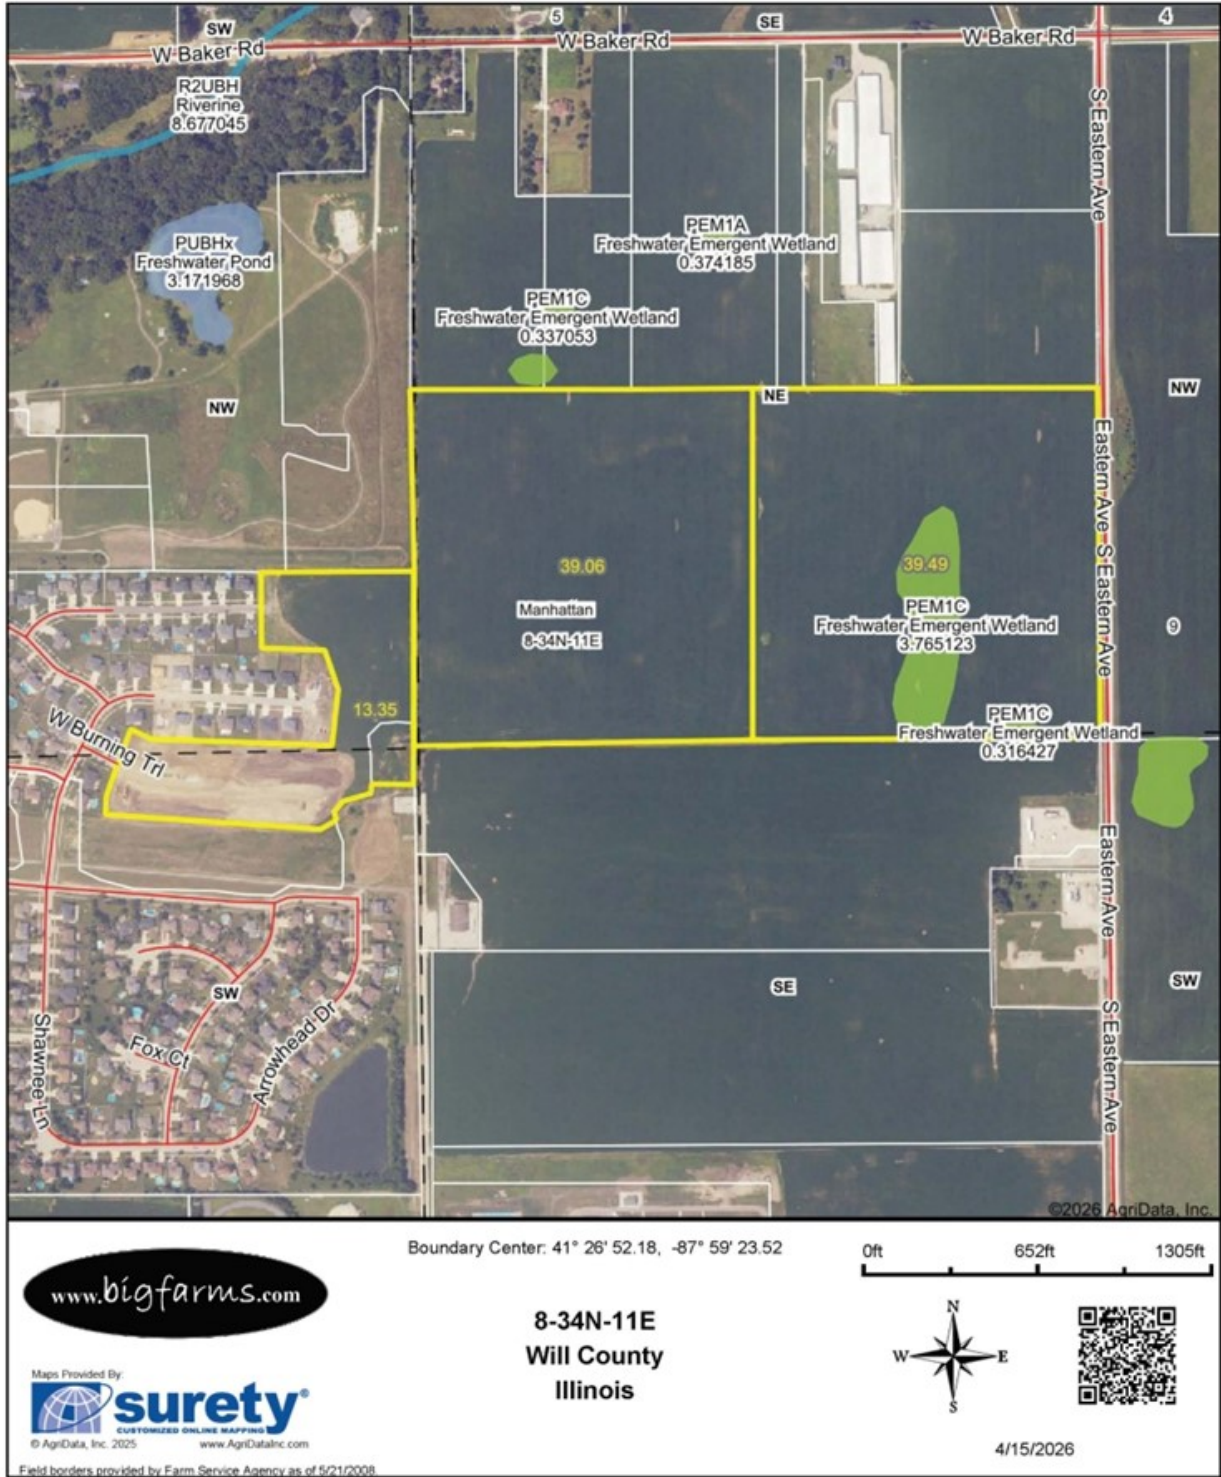 5
4
SW
SE
W Baker Rd
W Baker Rd
W Baker Rd
R2UBH
Riverine
8.677045
S Eastern Ave
PUBHx
Freshwater Pond
3.171968
PEM1A
Freshwater Emergent Wetland
0.374185
PEM1C
Freshwater Emergent Wetland
0.337053
NW
NE
NW
Eastern Ave
S Eastern Ave
39.06
39.49
Manhattan
8-34N-11E
PEM1C
Freshwater Emergent Wetland
3.765123
9
13.35
W Burning Trl
PEM1C
Freshwater Emergent Wetland
0.316427
Eastern Ave
SW
SE
SW
S Eastern Ave
Shawnee Ln
Fox Ct
Arrowhead Dr
©2026 AgriData, Inc.
Boundary Center: 41° 26' 52.18, -87° 59' 23.52
0ft 652ft 1305ft
www.bigfarms.com
8-34N-11E
Will County
Illinois
N
W E
S
Maps Provided By:
surety®
CUSTOMIZED ONLINE MAPPING
© AgriData, Inc. 2025 www.AgriDataInc.com
4/15/2026
Field borders provided by Farm Service Agency as of 5/21/2008.